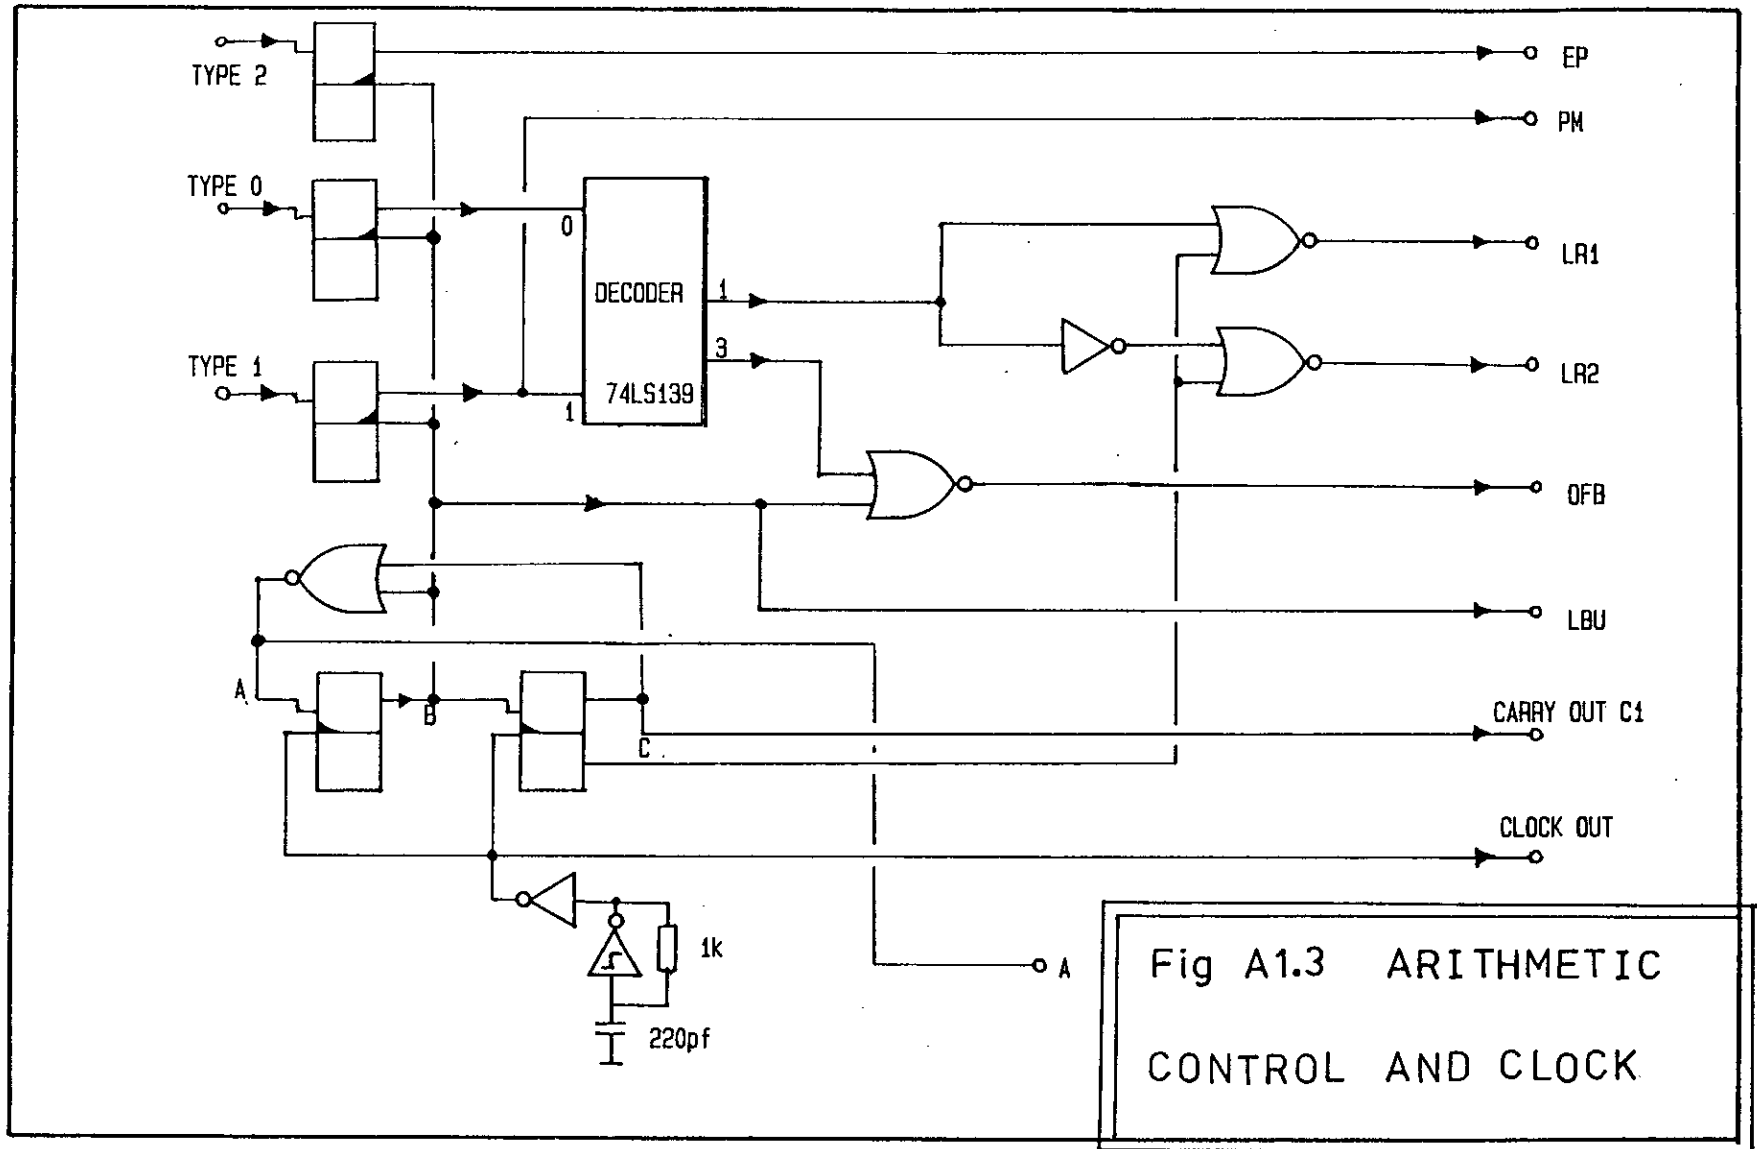 TYPE 2
EP
PM
TYPE 0
0
DECODER
1
LR1
3
TYPE 1
74LS139
1
LR2
OFB
LBU
A
B
C
CARRY OUT C1
CLOCK OUT
1k
A
220pf
Fig A1.3 ARITHMETIC
CONTROL AND CLOCK